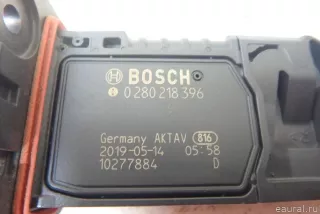 BOSCH
0 280 218 396
Germany AKTAV 816
2019-05-14 05:58
10277884 D
eaural.ru